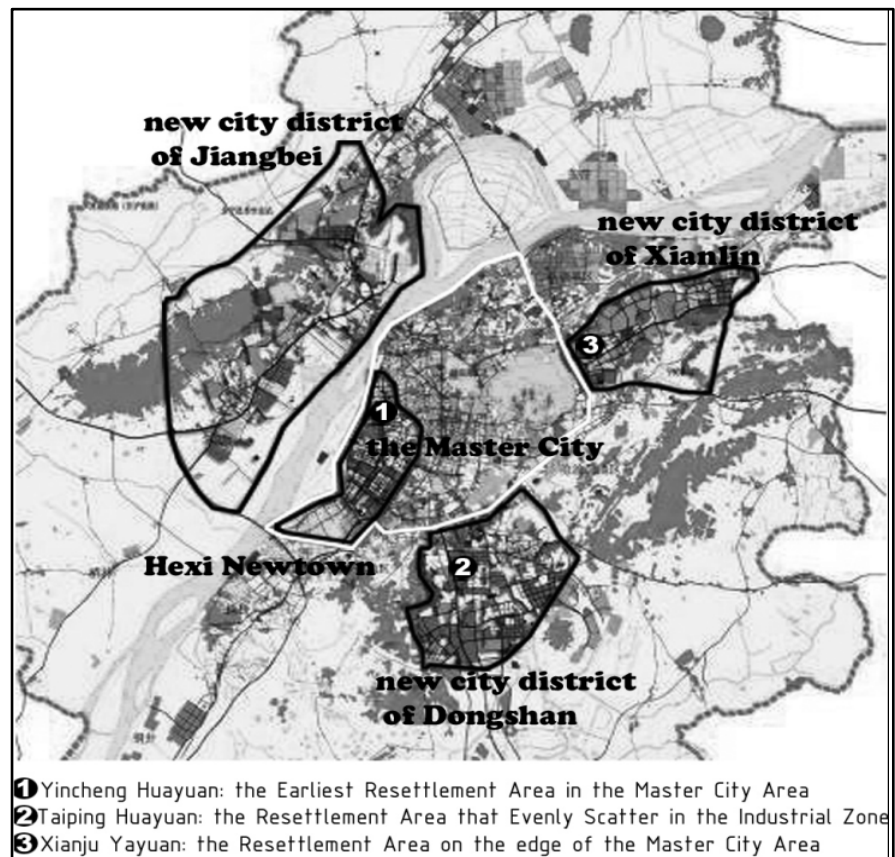 new city district
of Jiangbei
new city district
of Xianlin
3
1
the Master City
Hexi Newtown
2
new city district
of Dongshan
1 Yincheng Huayuan: the Earliest Resettlement Area in the Master City Area
2 Taiping Huayuan: the Resettlement Area that Evenly Scatter in the Industrial Zone
3 Xianju Yayuan: the Resettlement Area on the edge of the Master City Area